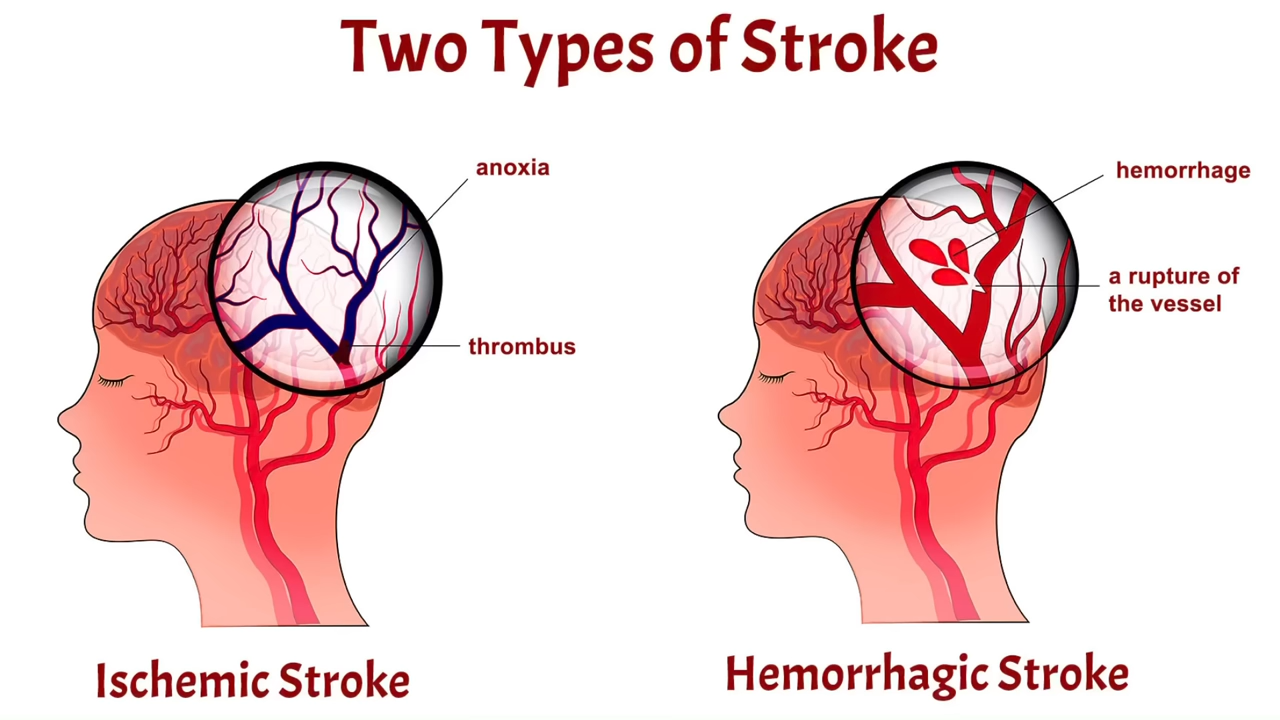 Two Types of Stroke
anoxia
thrombus
Ischemic Stroke
hemorrhage
a rupture of
the vessel
Hemorrhagic Stroke